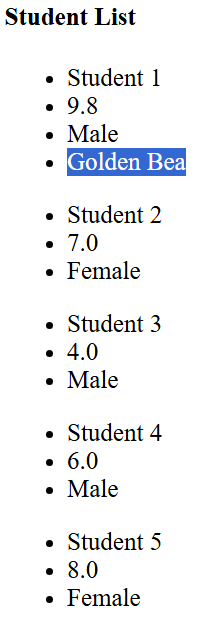 Student List
Student 1
9.8
Male
Golden Bea
Student 2
7.0
Female
Student 3
4.0
Male
Student 4
6.0
Male
Student 5
8.0
Female